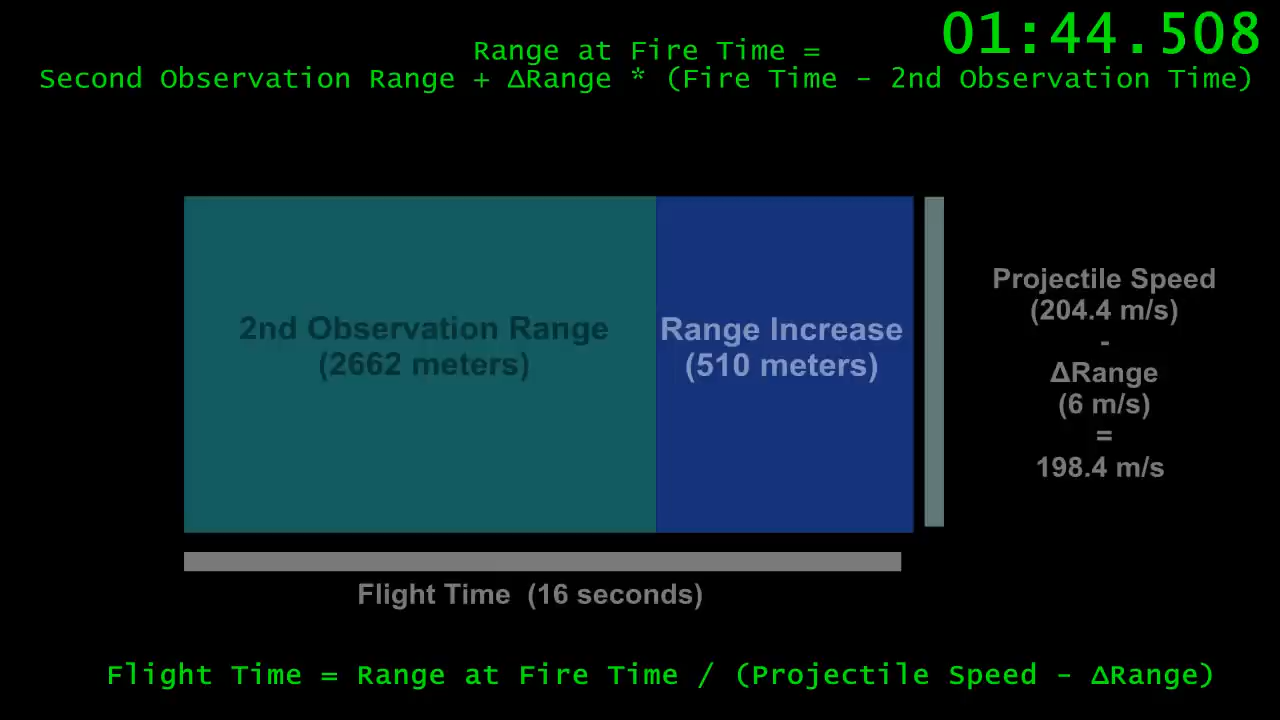 01:44.508
Range at Fire Time =
Second Observation Range + ΔRange * (Fire Time - 2nd Observation Time)
2nd Observation Range
(2662 meters)
Range Increase
(510 meters)
Projectile Speed
(204.4 m/s)
-
ΔRange
(6 m/s)
=
198.4 m/s
Flight Time (16 seconds)
Flight Time = Range at Fire Time / (Projectile Speed - ΔRange)